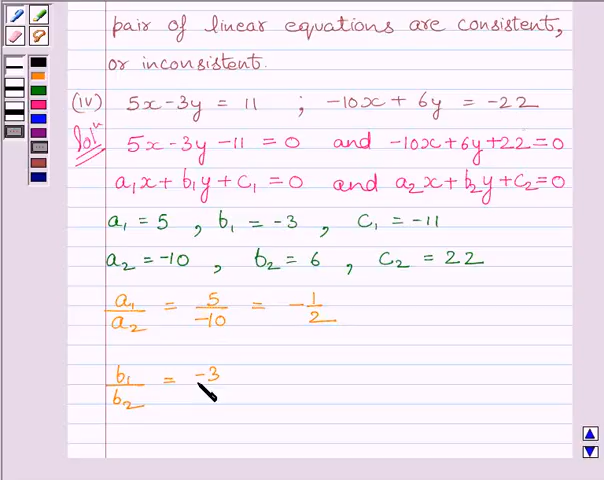 pair of linear equations are consistent,
or inconsistent.
(iv) 5x-3y = 11 ; -10x + 6y = -22
Solⁿ 5x-3y-11 = 0 and -10x+6y+22=0
a₁x + b₁y + c₁ = 0 and a₂x + b₂y + c₂=0
a₁ = 5 , b₁ = -3 , c₁ = -11
a₂ = -10 , b₂ = 6 , c₂ = 22
a₁/a₂ = 5/-10 = -1/2
b₁/b₂ = -3